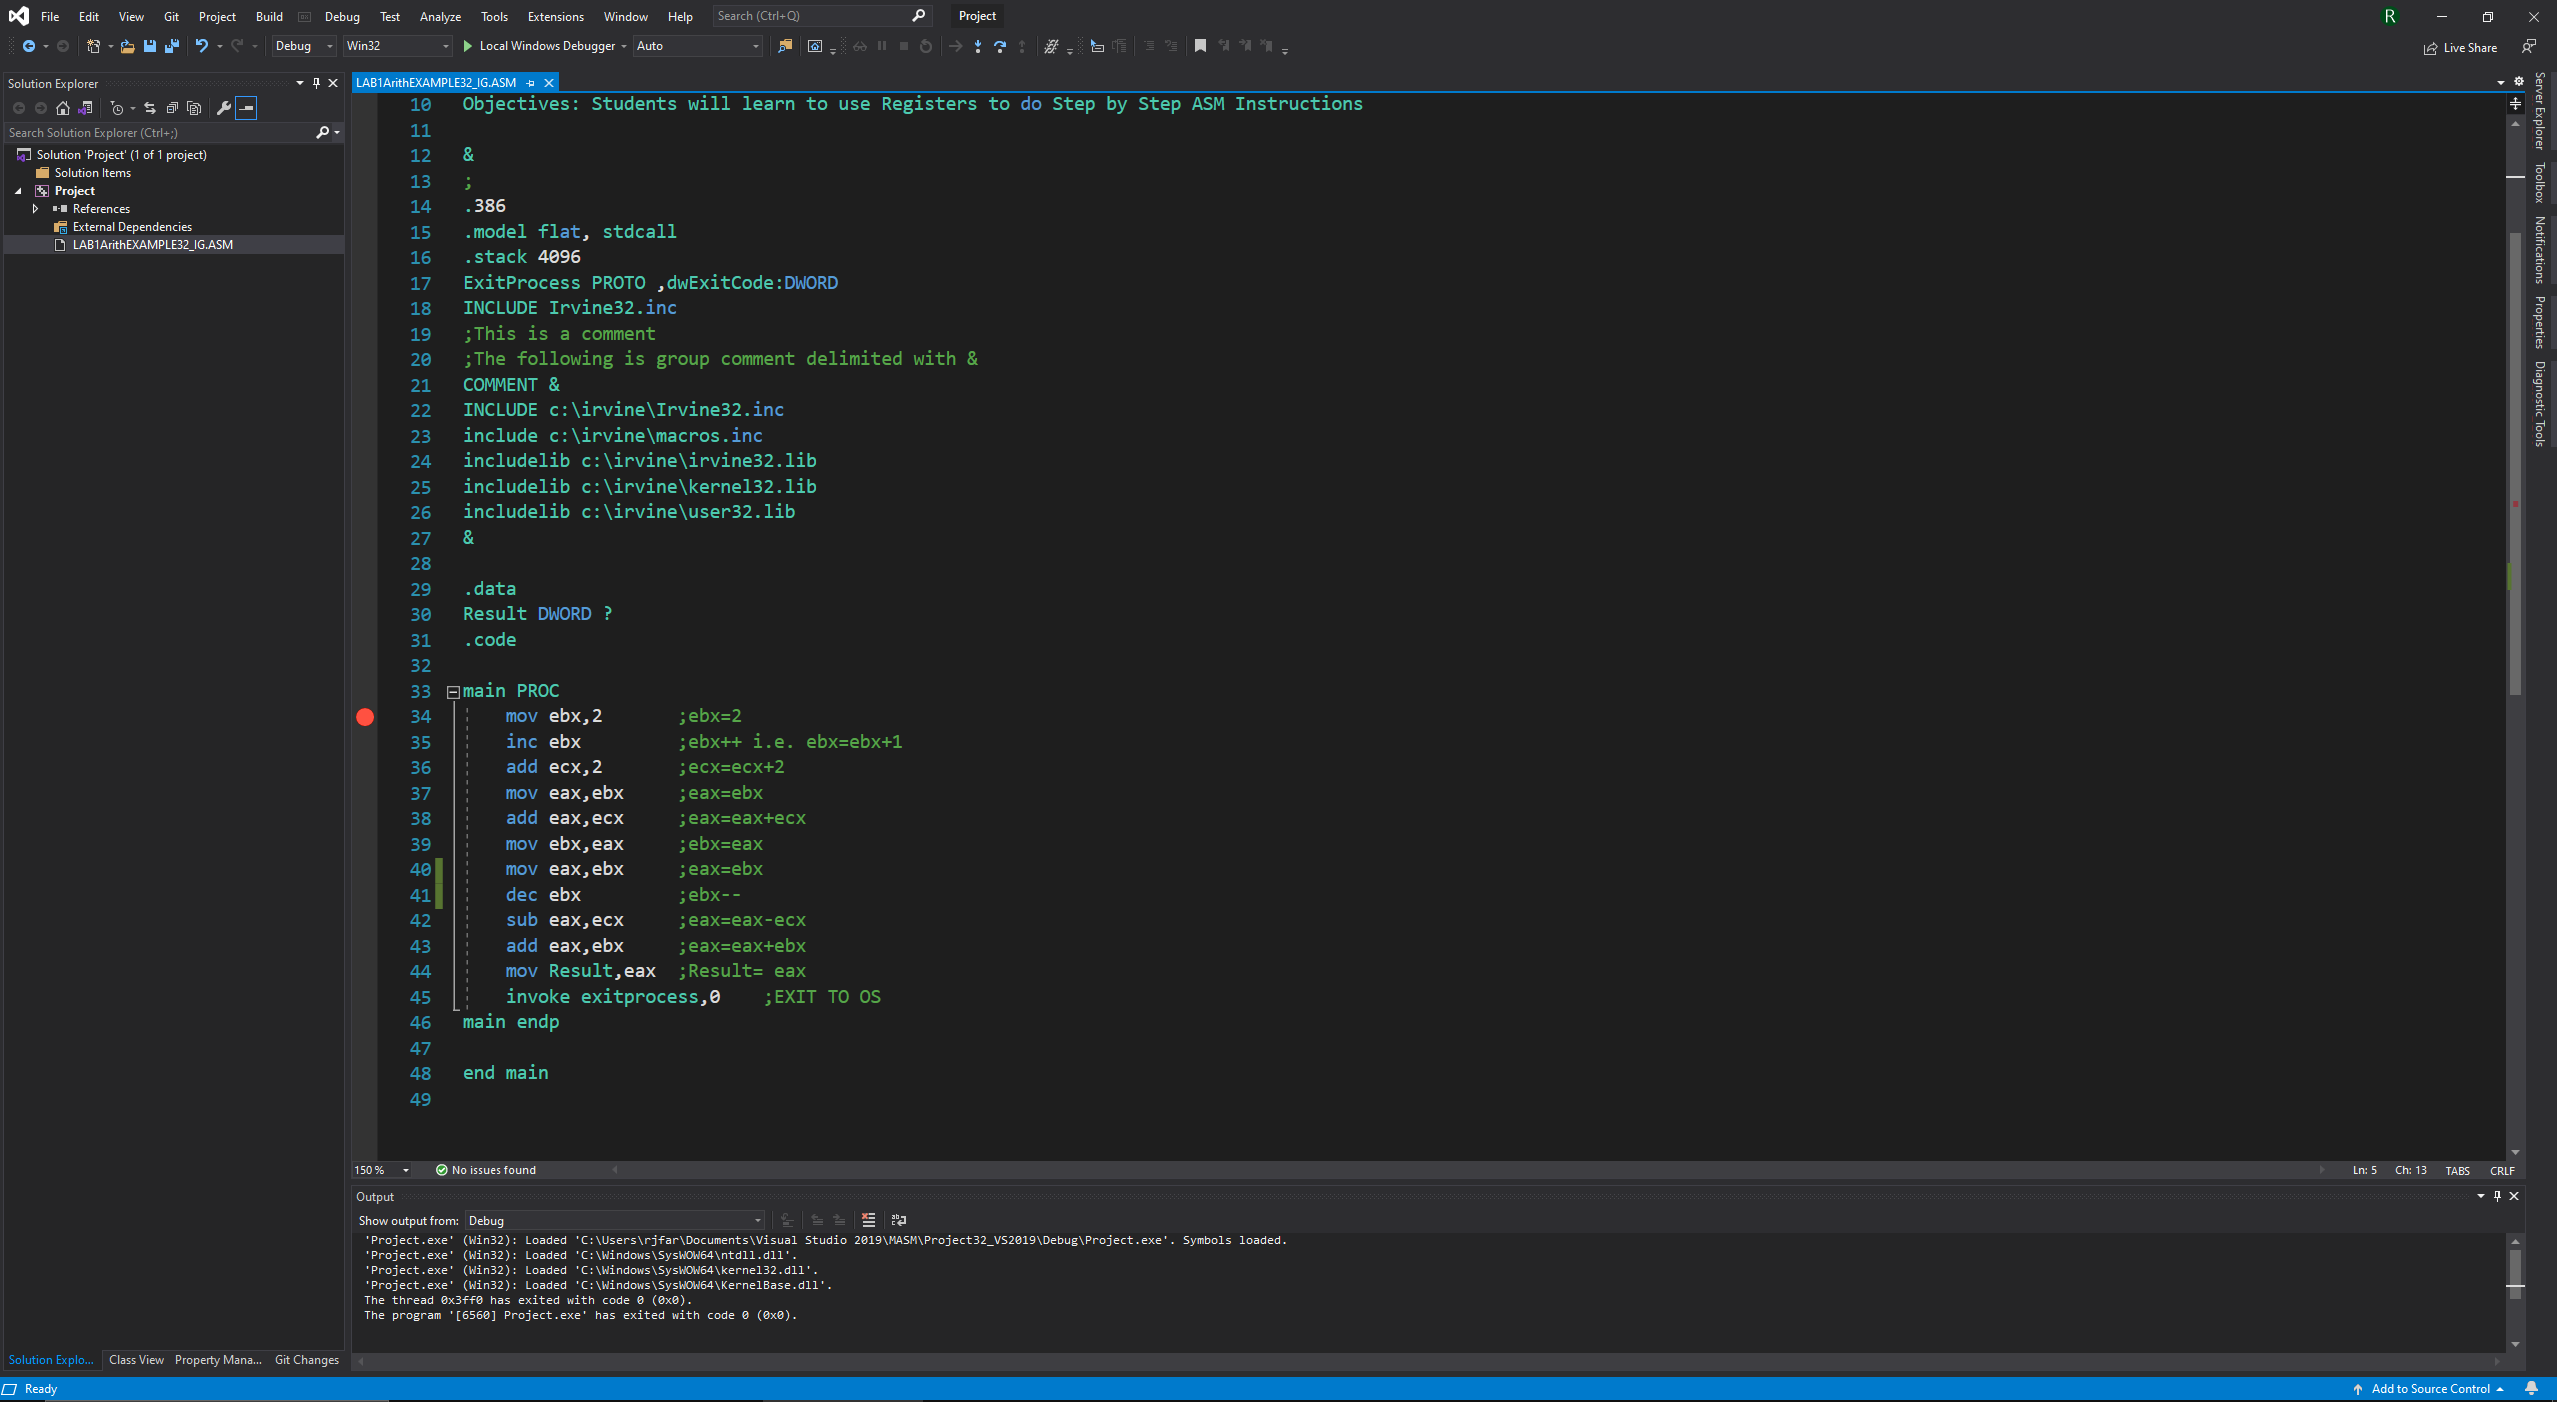 File Edit View Git Project Build Debug Test Analyze Tools Extensions Window Help Search (Ctrl+Q) Project R
Debug Win32 Local Windows Debugger Auto Live Share
Solution Explorer
Search Solution Explorer (Ctrl+;)
Solution 'Project' (1 of 1 project)
Solution Items
Project
References
External Dependencies
LAB1ArithEXAMPLE32_IG.ASM
LAB1ArithEXAMPLE32_IG.ASM
10 Objectives: Students will learn to use Registers to do Step by Step ASM Instructions
11
12 &
13 ;
14 .386
15 .model flat, stdcall
16 .stack 4096
17 ExitProcess PROTO ,dwExitCode:DWORD
18 INCLUDE Irvine32.inc
19 ;This is a comment
20 ;The following is group comment delimited with &
21 COMMENT &
22 INCLUDE c:\irvine\Irvine32.inc
23 include c:\irvine\macros.inc
24 includelib c:\irvine\irvine32.lib
25 includelib c:\irvine\kernel32.lib
26 includelib c:\irvine\user32.lib
27 &
28
29 .data
30 Result DWORD ?
31 .code
32
33 main PROC
34 mov ebx,2 ;ebx=2
35 inc ebx ;ebx++ i.e. ebx=ebx+1
36 add ecx,2 ;ecx=ecx+2
37 mov eax,ebx ;eax=ebx
38 add eax,ecx ;eax=eax+ecx
39 mov ebx,eax ;ebx=eax
40 mov eax,ebx ;eax=ebx
41 dec ebx ;ebx--
42 sub eax,ecx ;eax=eax-ecx
43 add eax,ebx ;eax=eax+ebx
44 mov Result,eax ;Result= eax
45 invoke exitprocess,0 ;EXIT TO OS
46 main endp
47
48 end main
49
150 % No issues found Ln: 5 Ch: 13 TABS CRLF
Output
Show output from: Debug
'Project.exe' (Win32): Loaded 'C:\Users\rjfar\Documents\Visual Studio 2019\MASM\Project32_VS2019\Debug\Project.exe'. Symbols loaded.
'Project.exe' (Win32): Loaded 'C:\Windows\SysWOW64\ntdll.dll'.
'Project.exe' (Win32): Loaded 'C:\Windows\SysWOW64\kernel32.dll'.
'Project.exe' (Win32): Loaded 'C:\Windows\SysWOW64\KernelBase.dll'.
The thread 0x3ff0 has exited with code 0 (0x0).
The program '[6560] Project.exe' has exited with code 0 (0x0).
Server Explorer
Toolbox
Notifications
Properties
Diagnostic Tools
Solution Explo... Class View Property Mana... Git Changes
Ready Add to Source Control